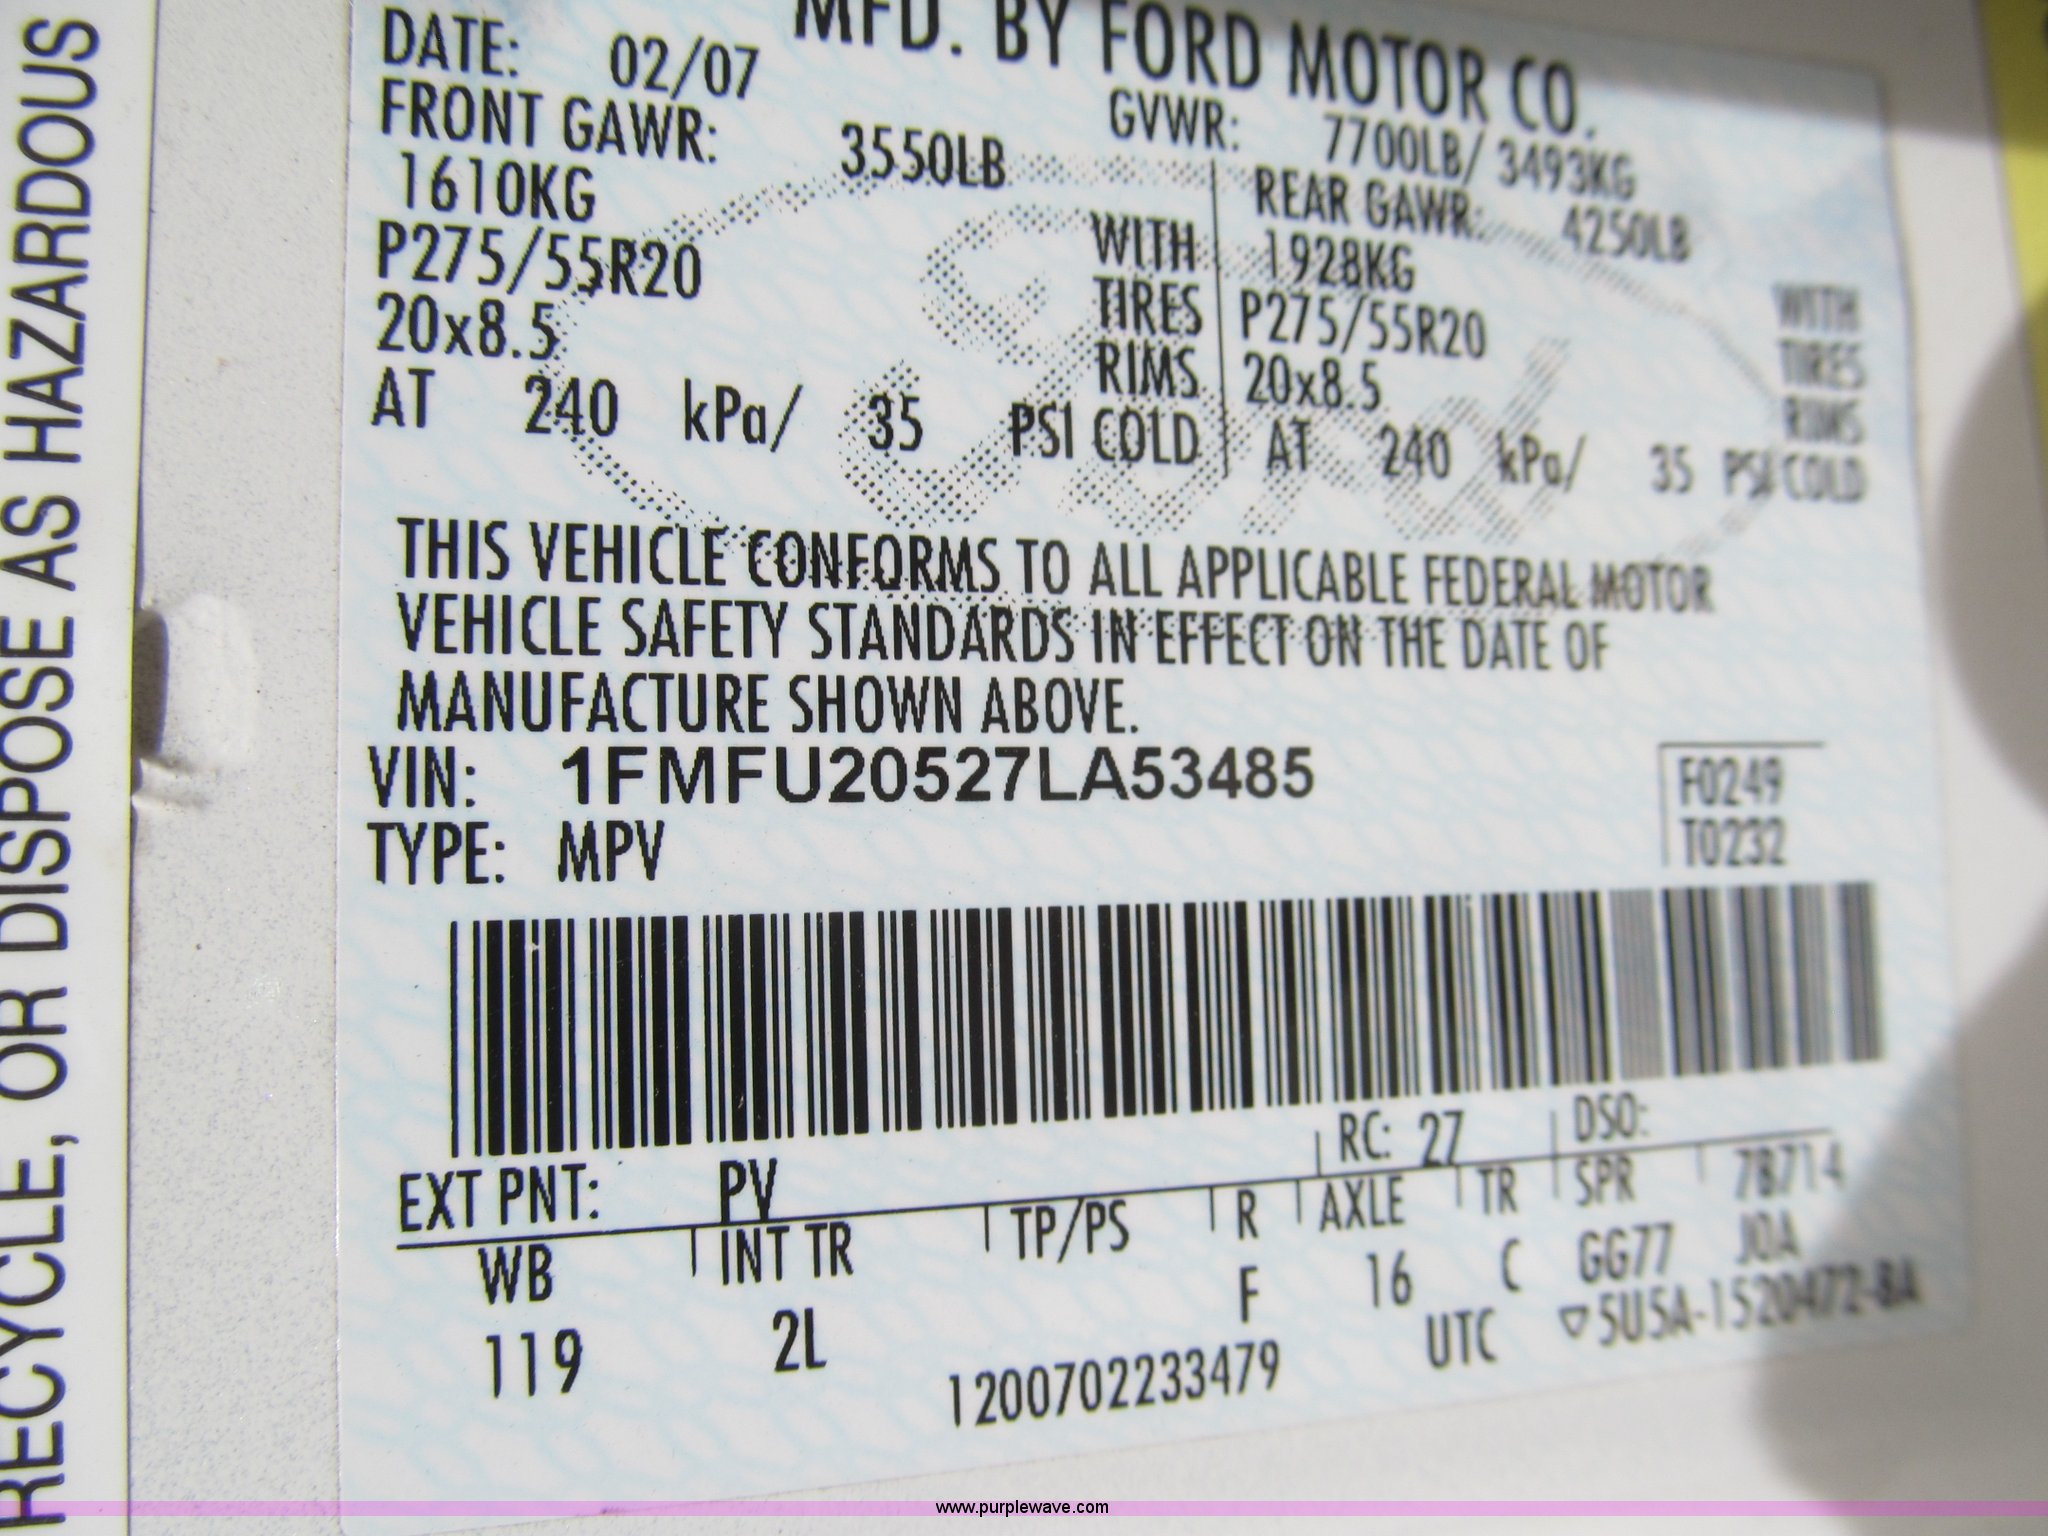 RECYCLE, OR DISPOSE AS HAZARDOUS
MFD. BY FORD MOTOR CO.
DATE: 02/07
GVWR: 7700LB/ 3493KG
FRONT GAWR: 3550LB
1610KG WITH
P275/55R20 TIRES
20x8.5 RIMS
AT 240 kPa/ 35 PSI COLD
REAR GAWR: 4250LB
1928KG WITH
P275/55R20 TIRES
20x8.5 RIMS
AT 240 kPa/ 35 PSI COLD
Ford
THIS VEHICLE CONFORMS TO ALL APPLICABLE FEDERAL MOTOR
VEHICLE SAFETY STANDARDS IN EFFECT ON THE DATE OF
MANUFACTURE SHOWN ABOVE.
VIN: 1FMFU20527LA53485
TYPE: MPV
F0249
T0232
EXT PNT: PV RC: 27 DSO:
WB INT TR TP/PS R AXLE TR SPR 7B714
119 2L F 16 C GG77 JOA
1200702233479 UTC ▽5U5A-1520472-BA
www.purplewave.com